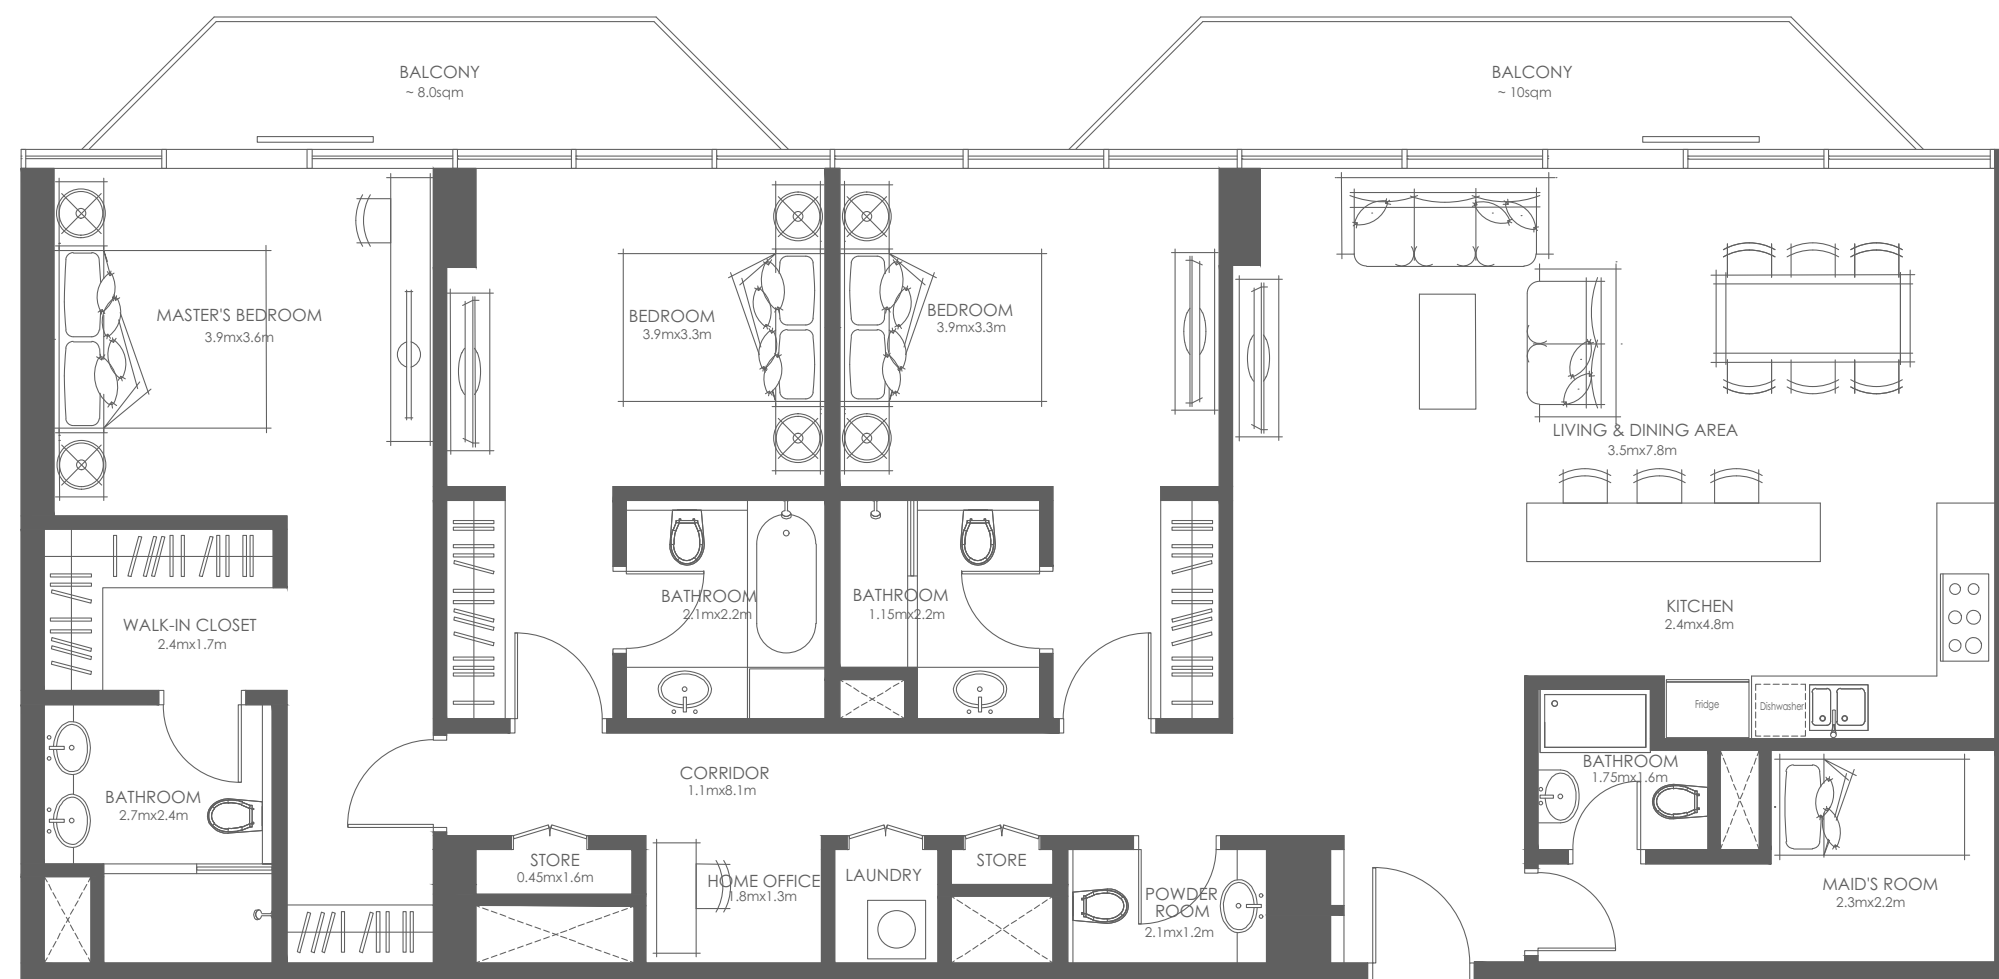 BALCONY
~ 8.0sqm
BALCONY
~ 10sqm
MASTER'S BEDROOM
3.9mx3.6m
BEDROOM
3.9mx3.3m
BEDROOM
3.9mx3.3m
LIVING & DINING AREA
3.5mx7.8m
WALK-IN CLOSET
2.4mx1.7m
BATHROOM
2.1mx2.2m
BATHROOM
1.15mx2.2m
KITCHEN
2.4mx4.8m
Fridge
Dishwasher
BATHROOM
2.7mx2.4m
CORRIDOR
1.1mx8.1m
BATHROOM
1.75mx1.6m
STORE
0.45mx1.6m
HOME OFFICE
1.8mx1.3m
LAUNDRY
STORE
POWDER
ROOM
2.1mx1.2m
MAID'S ROOM
2.3mx2.2m